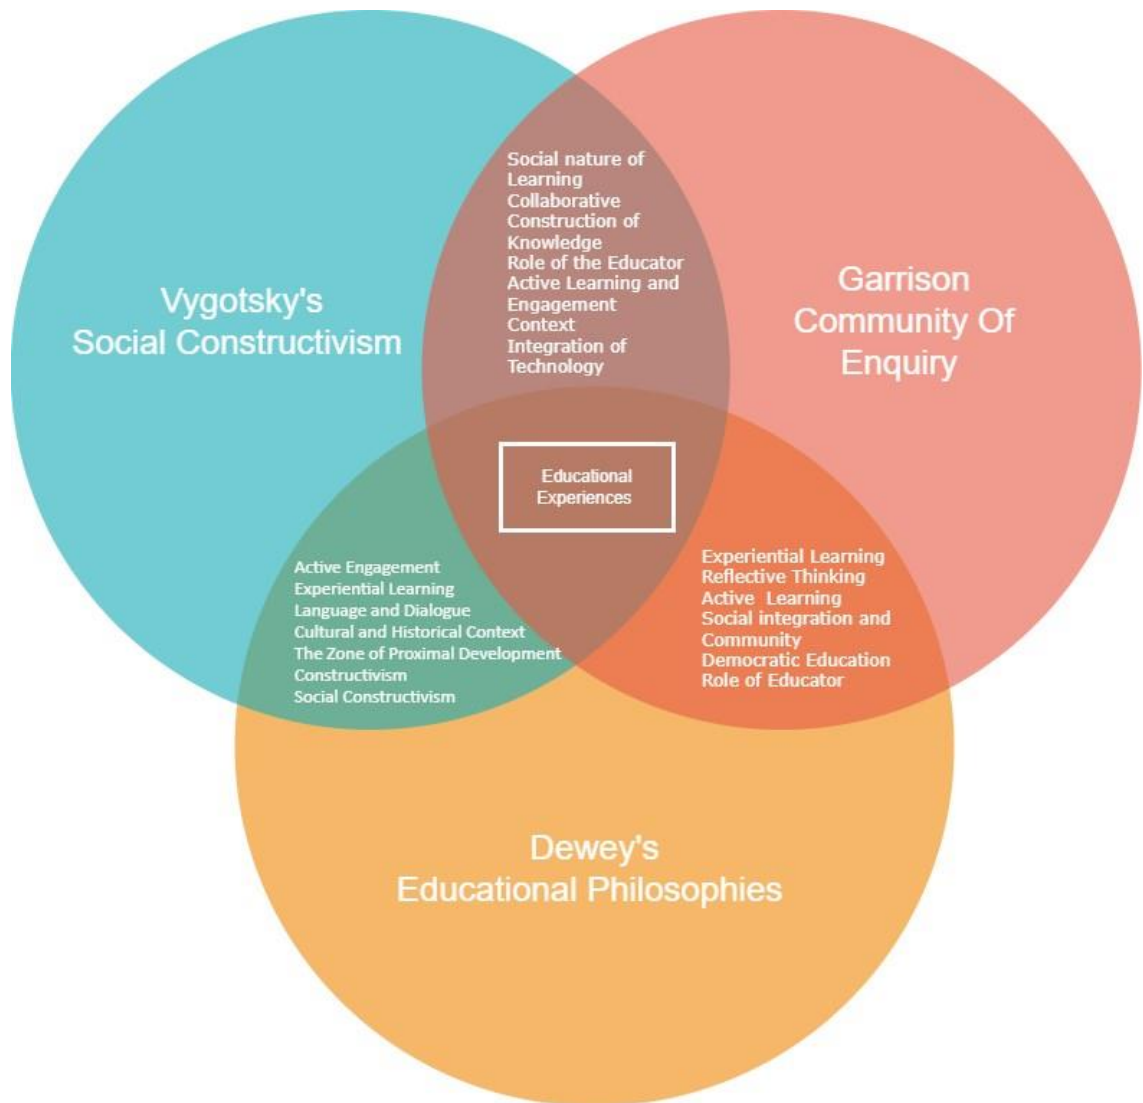 Social nature of
Learning
Collaborative
Construction of
Knowledge
Role of the Educator
Active Learning and
Engagement
Context
Integration of
Technology
Vygotsky's
Social Constructivism
Garrison
Community Of
Enquiry
Educational
Experiences
Active Engagement
Experiential Learning
Language and Dialogue
Cultural and Historical Context
The Zone of Proximal Development
Constructivism
Social Constructivism
Experiential Learning
Reflective Thinking
Active Learning
Social integration and
Community
Democratic Education
Role of Educator
Dewey's
Educational Philosophies